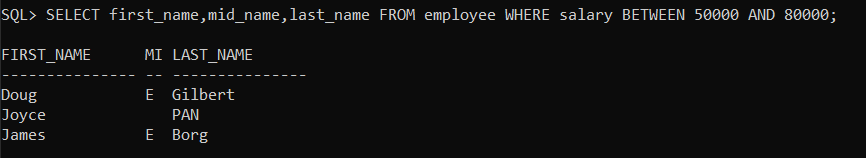 SQL> SELECT first_name,mid_name,last_name FROM employee WHERE salary BETWEEN 50000 AND 80000;
FIRST_NAME      MI LAST_NAME
--------------- -- ---------------
Doug            E  Gilbert
Joyce              PAN
James           E  Borg